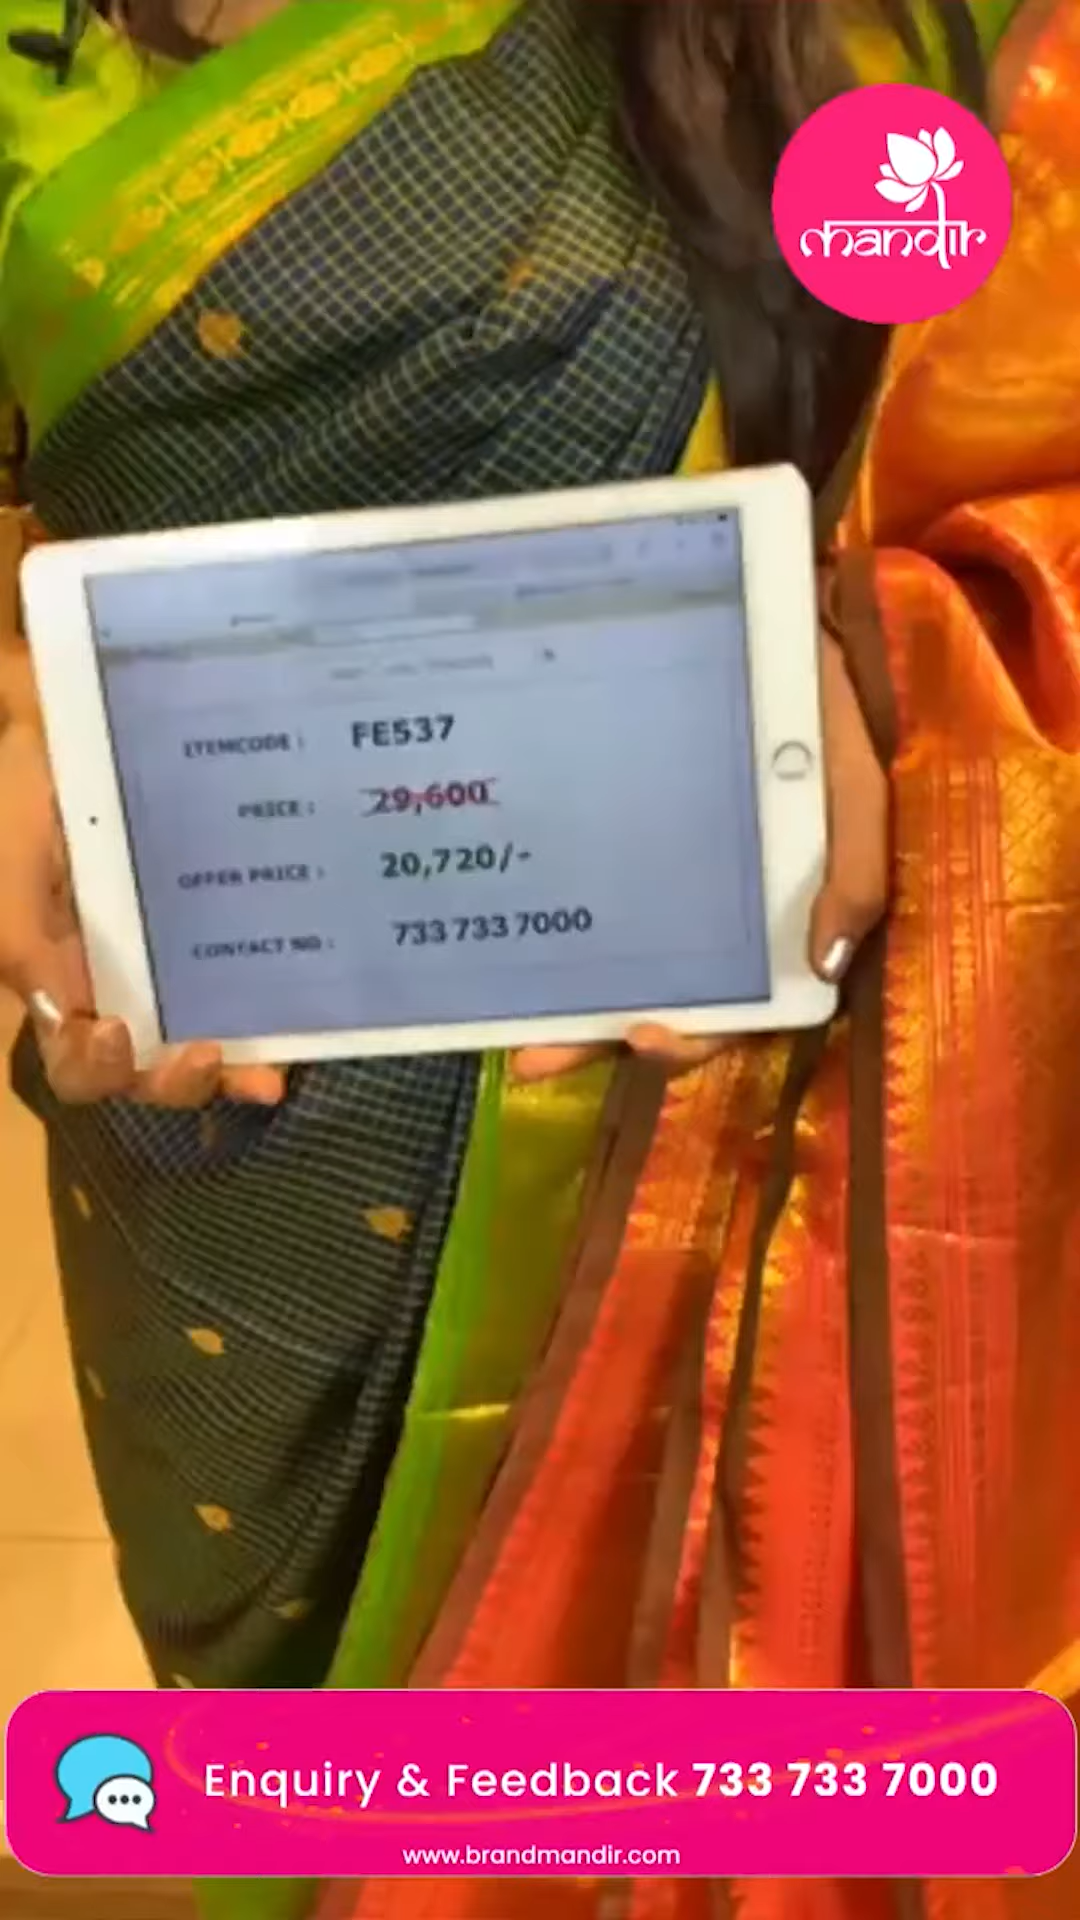 mandir
ITEMCODE : FE537
PRICE : 29,600
OFFER PRICE : 20,720/-
CONTACT NO : 733 733 7000
Enquiry & Feedback 733 733 7000
www.brandmandir.com